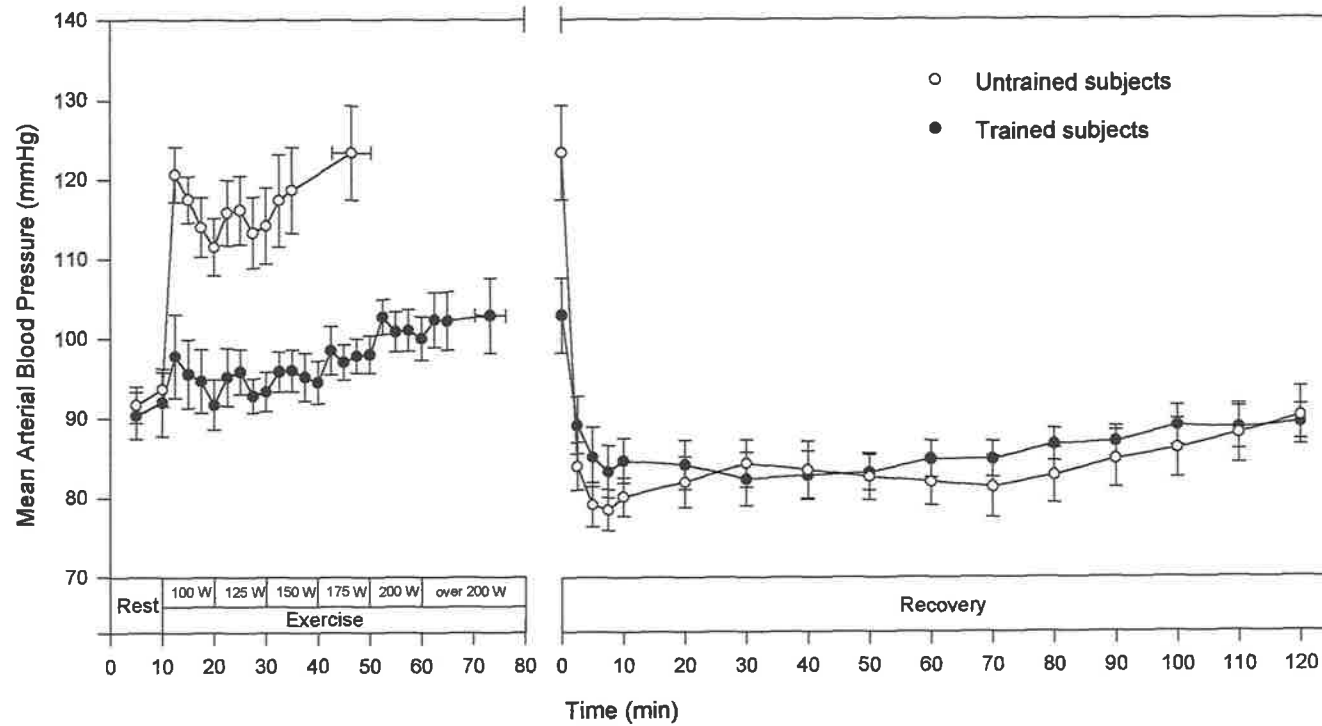 140
130
120
110
100
90
80
70
Mean Arterial Blood Pressure (mmHg)
Untrained subjects
Trained subjects
Rest
100 W
125 W
150 W
175 W
200 W
over 200 W
Exercise
Recovery
0 10 20 30 40 50 60 70 80
0 10 20 30 40 50 60 70 80 90 100 110 120
Time (min)